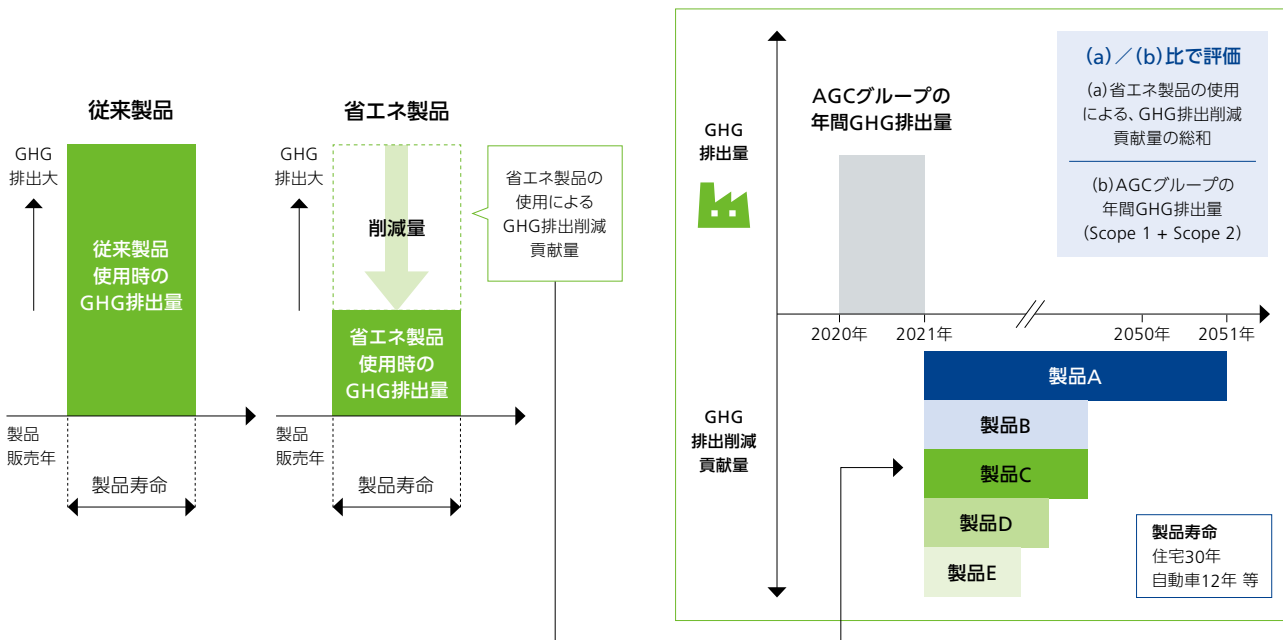 従来製品
GHG
排出大
従来製品
使用時の
GHG排出量
製品
販売年
製品寿命
省エネ製品
GHG
排出大
削減量
省エネ製品
使用時の
GHG排出量
製品
販売年
製品寿命
省エネ製品の
使用による
GHG排出削減
貢献量
GHG
排出量
AGCグループの
年間GHG排出量
(a)／(b)比で評価
(a)省エネ製品の使用
による、GHG排出削減
貢献量の総和
(b)AGCグループの
年間GHG排出量
(Scope 1 + Scope 2)
2020年
2021年
2050年
2051年
GHG
排出削減
貢献量
製品A
製品B
製品C
製品D
製品E
製品寿命
住宅30年
自動車12年 等